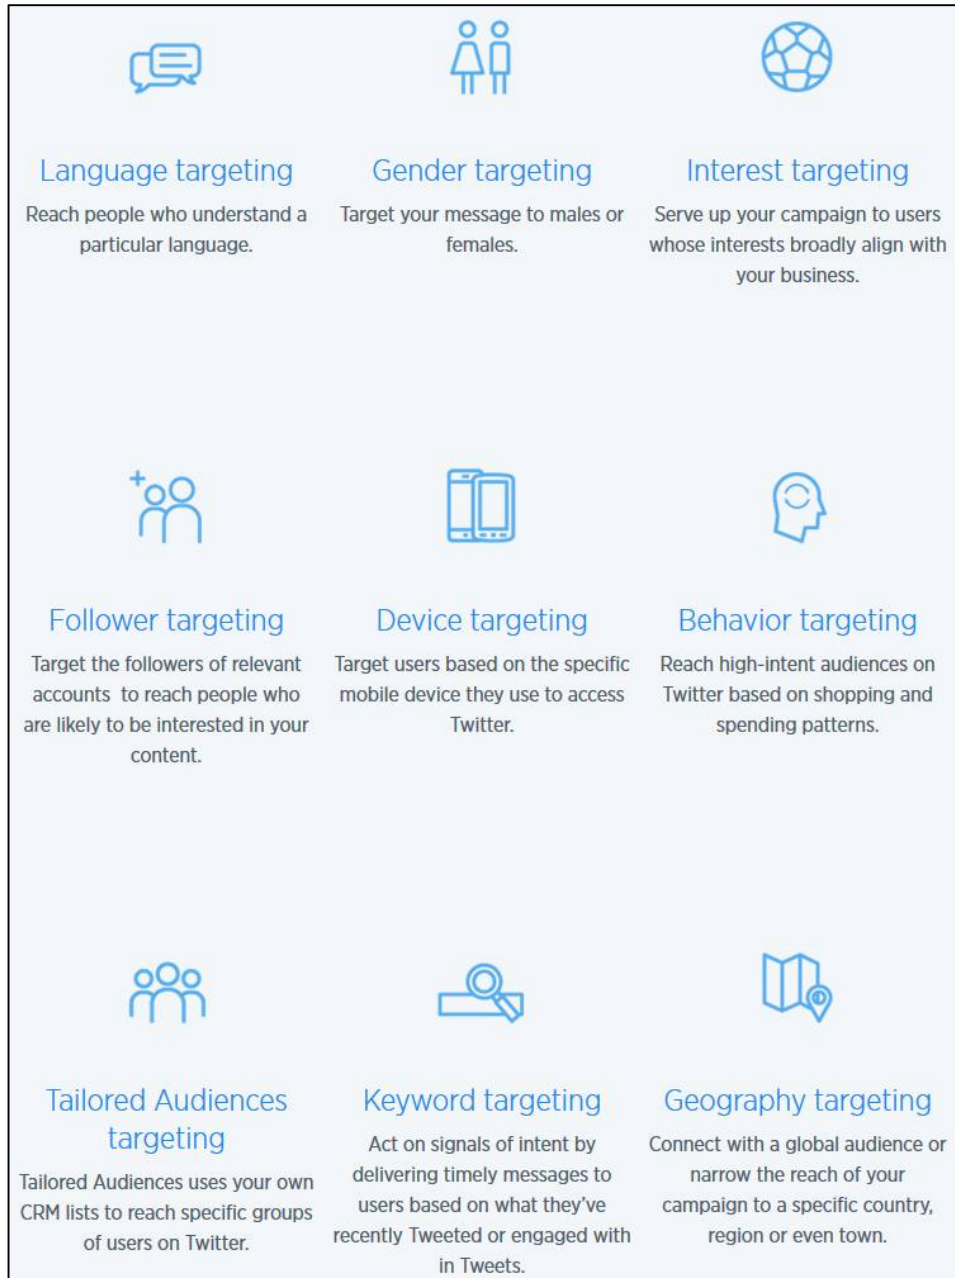 Language targeting
Reach people who understand a
particular language.
Gender targeting
Target your message to males or
females.
Interest targeting
Serve up your campaign to users
whose interests broadly align with
your business.
Follower targeting
Target the followers of relevant
accounts to reach people who
are likely to be interested in your
content.
Device targeting
Target users based on the specific
mobile device they use to access
Twitter.
Behavior targeting
Reach high-intent audiences on
Twitter based on shopping and
spending patterns.
Tailored Audiences
targeting
Tailored Audiences uses your own
CRM lists to reach specific groups
of users on Twitter.
Keyword targeting
Act on signals of intent by
delivering timely messages to
users based on what they've
recently Tweeted or engaged with
in Tweets.
Geography targeting
Connect with a global audience or
narrow the reach of your
campaign to a specific country,
region or even town.